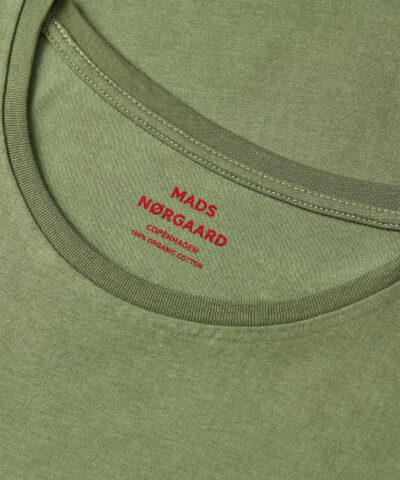 MADS
NØRGAARD
COPENHAGEN
100% ORGANIC COTTON